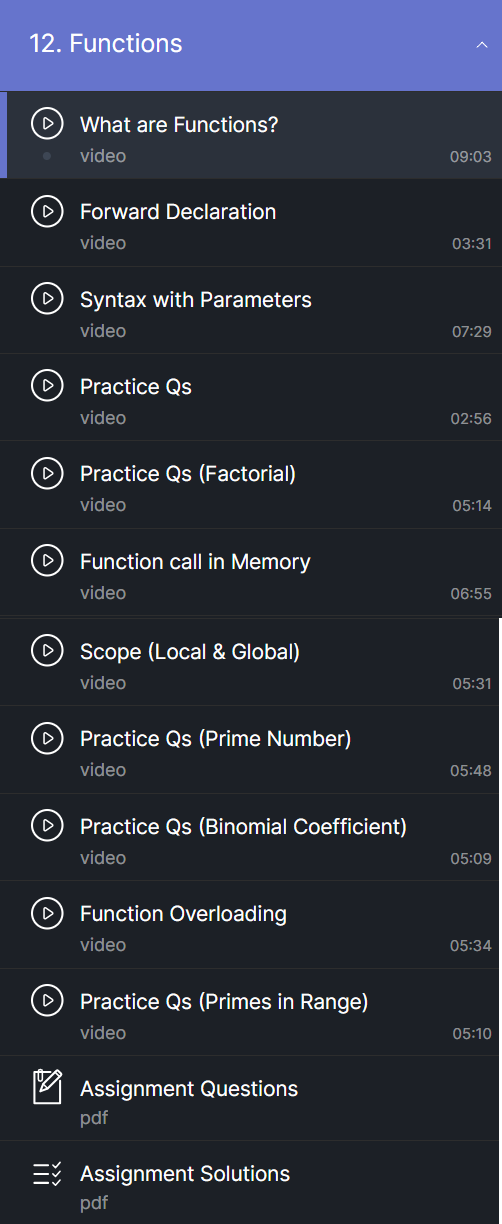 12. Functions
What are Functions?
video 09:03
Forward Declaration
video 03:31
Syntax with Parameters
video 07:29
Practice Qs
video 02:56
Practice Qs (Factorial)
video 05:14
Function call in Memory
video 06:55
Scope (Local & Global)
video 05:31
Practice Qs (Prime Number)
video 05:48
Practice Qs (Binomial Coefficient)
video 05:09
Function Overloading
video 05:34
Practice Qs (Primes in Range)
video 05:10
Assignment Questions
pdf
Assignment Solutions
pdf